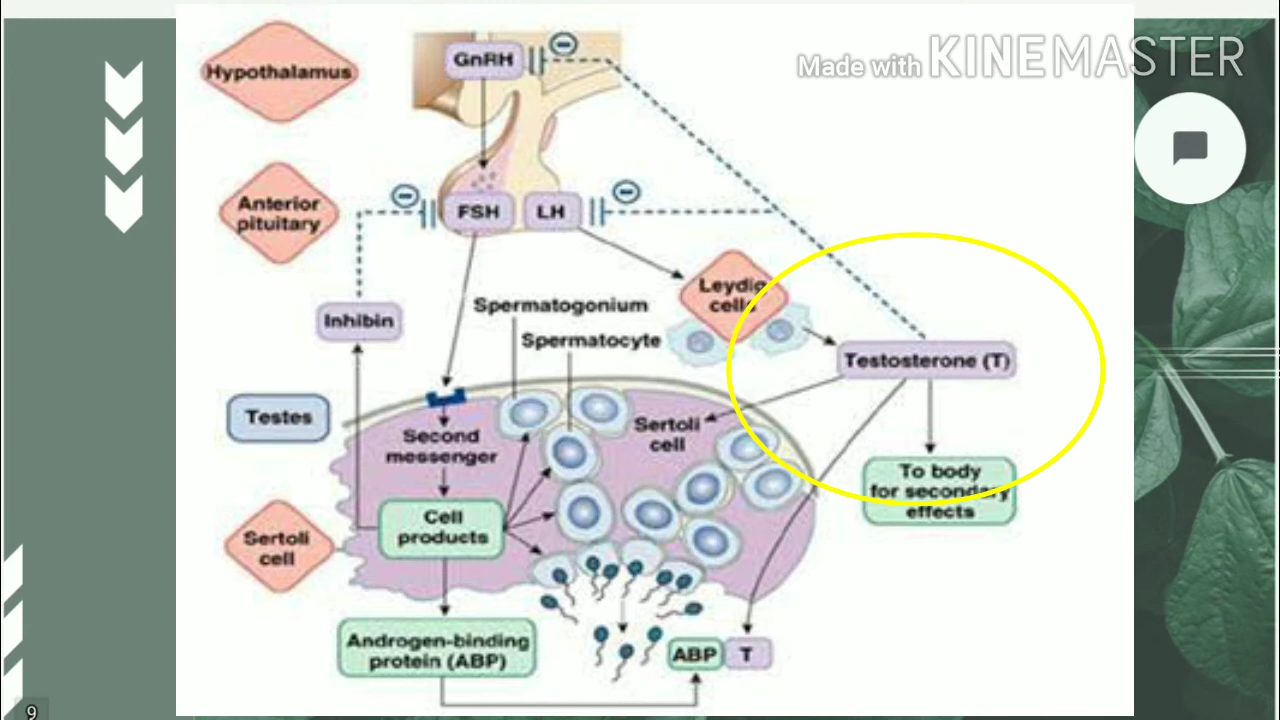 Made with KINEMASTER
Hypothalamus
GnRH
Anterior
pituitary
FSH
LH
Leydig
cells
Inhibin
Spermatogonium
Spermatocyte
Testosterone (T)
Testes
Second
messenger
Sertoli
cell
To body
for secondary
effects
Cell
products
Sertoli
cell
Androgen-binding
protein (ABP)
ABP
T
9